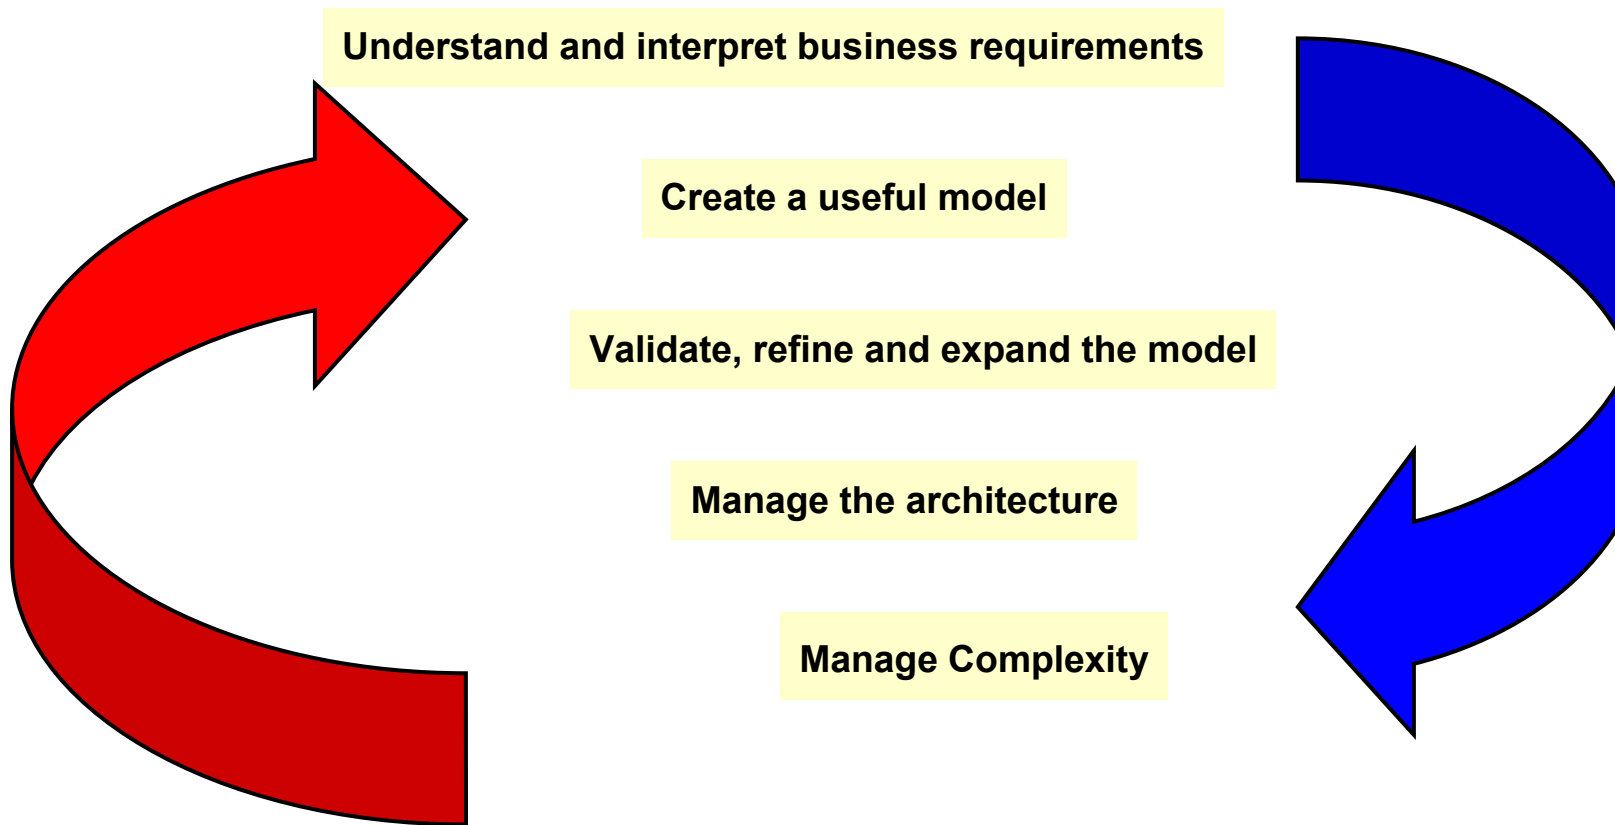 Understand and interpret business requirements
Create a useful model
Validate, refine and expand the model
Manage the architecture
Manage Complexity